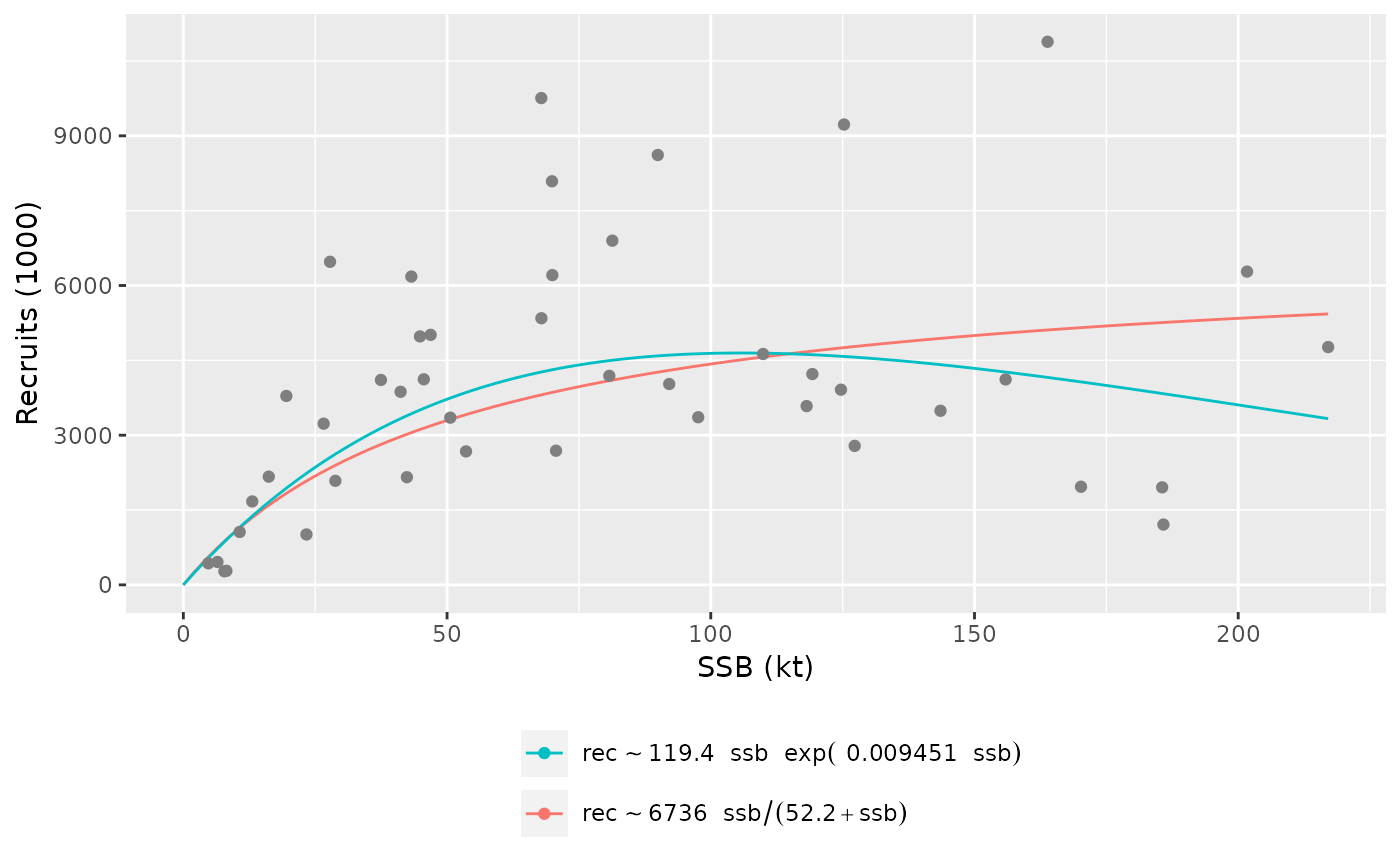 9000
6000
3000
0
Recruits (1000)
0 50 100 150 200
SSB (kt)
rec ~ 119.4 ssb exp( 0.009451 ssb)
rec ~ 6736 ssb/(52.2+ssb)